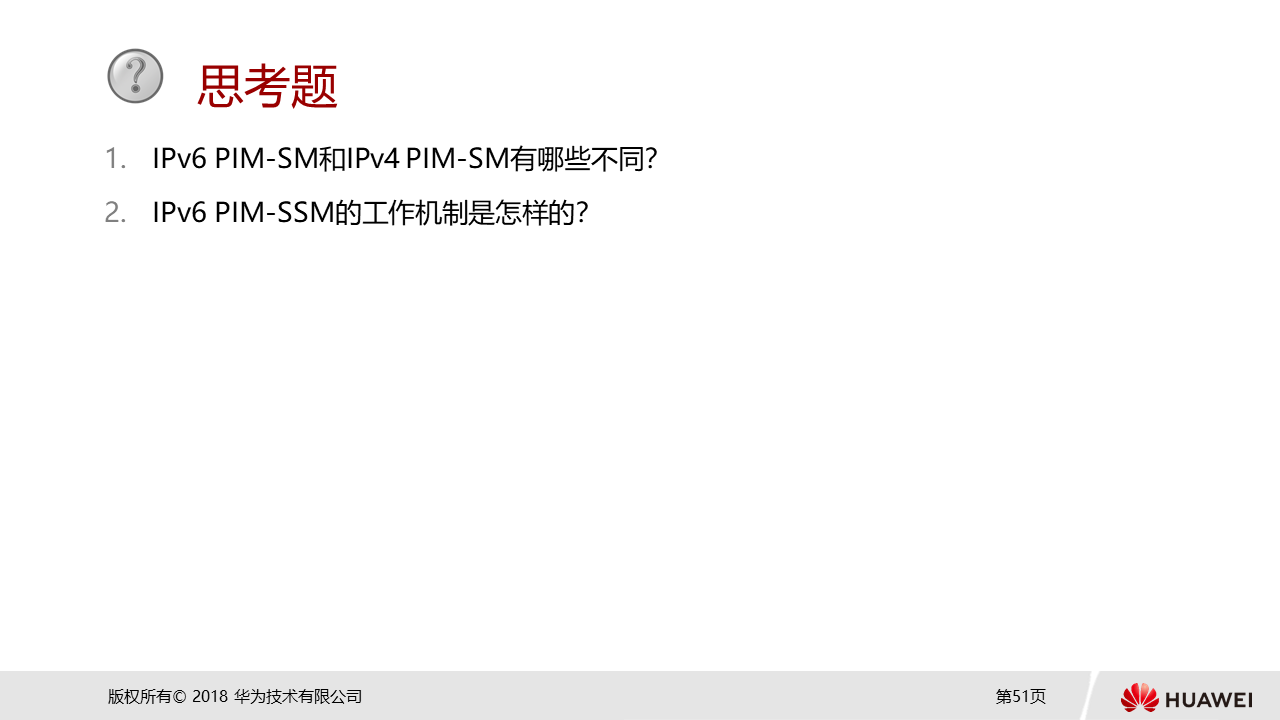 思考题
1. IPv6 PIM-SM和IPv4 PIM-SM有哪些不同？
2. IPv6 PIM-SSM的工作机制是怎样的？
版权所有© 2018 华为技术有限公司
第51页
HUAWEI